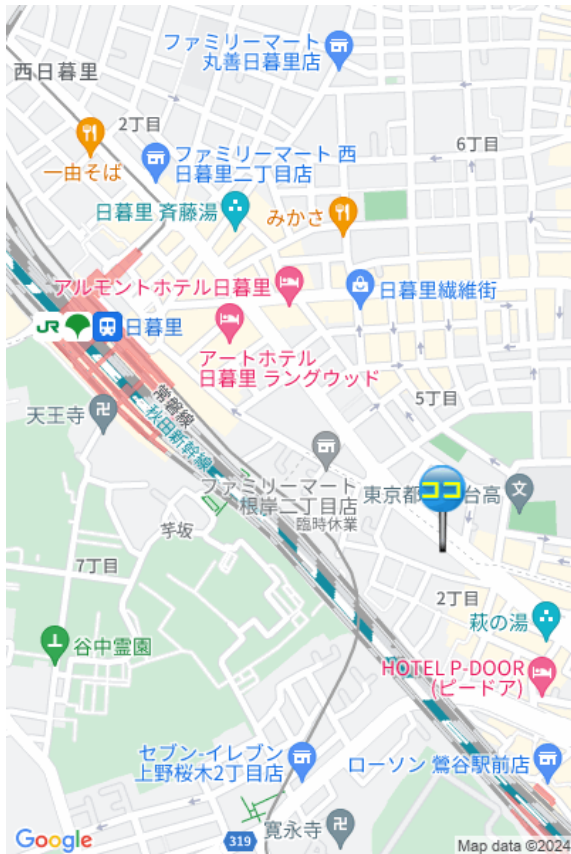 ファミリーマート
丸善日暮里店
西日暮里
2丁目
6丁目
一由そば
ファミリーマート 西
日暮里二丁目店
日暮里 斉藤湯
みかさ
アルモントホテル日暮里
日暮里繊維街
JR
日暮里
アートホテル
日暮里 ラングウッド
常磐線
秋田新幹線
5丁目
天王寺
ファミリーマート
根岸二丁目店
臨時休業
東京都
ココ
台高
芋坂
7丁目
2丁目
萩の湯
谷中霊園
HOTEL P-DOOR
(ピードア)
セブン-イレブン
上野桜木2丁目店
ローソン 鶯谷駅前店
319
寛永寺
Google
Map data ©2024